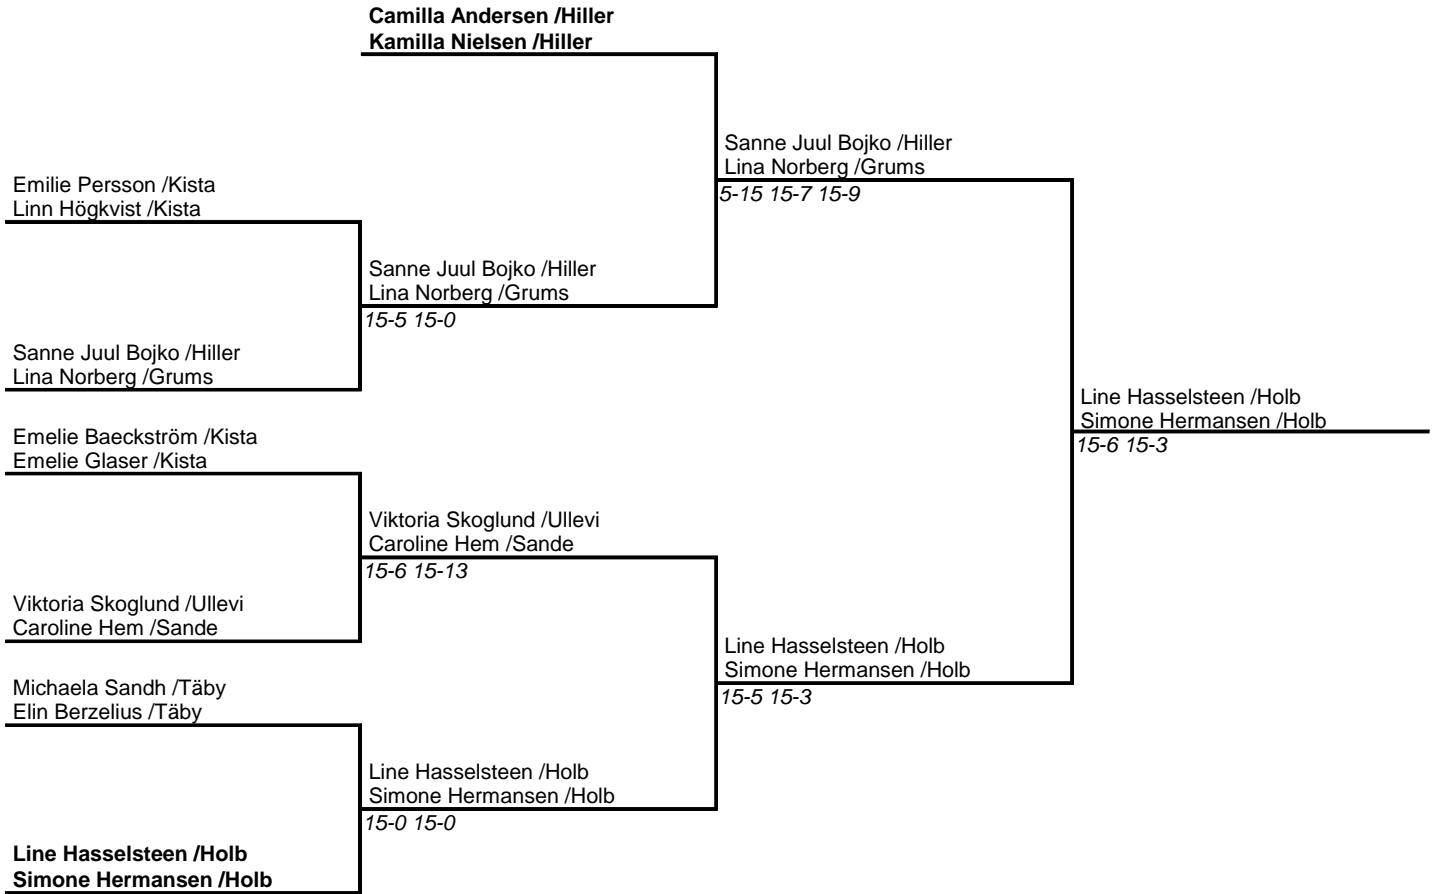 Camilla Andersen /Hiller
Kamilla Nielsen /Hiller
Sanne Juul Bojko /Hiller
Lina Norberg /Grums
5-15 15-7 15-9
Emilie Persson /Kista
Linn Högkvist /Kista
Sanne Juul Bojko /Hiller
Lina Norberg /Grums
15-5 15-0
Sanne Juul Bojko /Hiller
Lina Norberg /Grums
Line Hasselsteen /Holb
Simone Hermansen /Holb
15-6 15-3
Emelie Baeckström /Kista
Emelie Glaser /Kista
Viktoria Skoglund /Ullevi
Caroline Hem /Sande
15-6 15-13
Viktoria Skoglund /Ullevi
Caroline Hem /Sande
Line Hasselsteen /Holb
Simone Hermansen /Holb
15-5 15-3
Michaela Sandh /Täby
Elin Berzelius /Täby
Line Hasselsteen /Holb
Simone Hermansen /Holb
15-0 15-0
Line Hasselsteen /Holb
Simone Hermansen /Holb